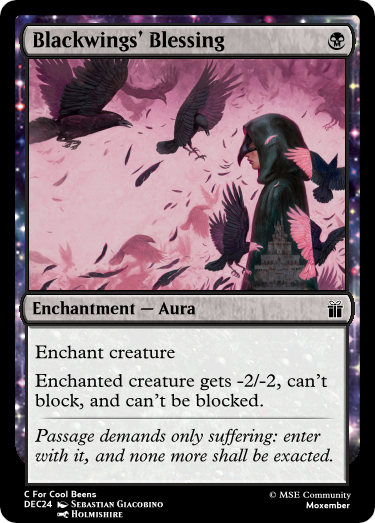 Blackwings' Blessing
Enchantment — Aura
Enchant creature
Enchanted creature gets -2/-2, can't
block, and can't be blocked.
Passage demands only suffering: enter
with it, and none more shall be exacted.
C For Cool Beens
DEC24 Sebastian Giacobino
Holmishire
© MSE Community
Moxember